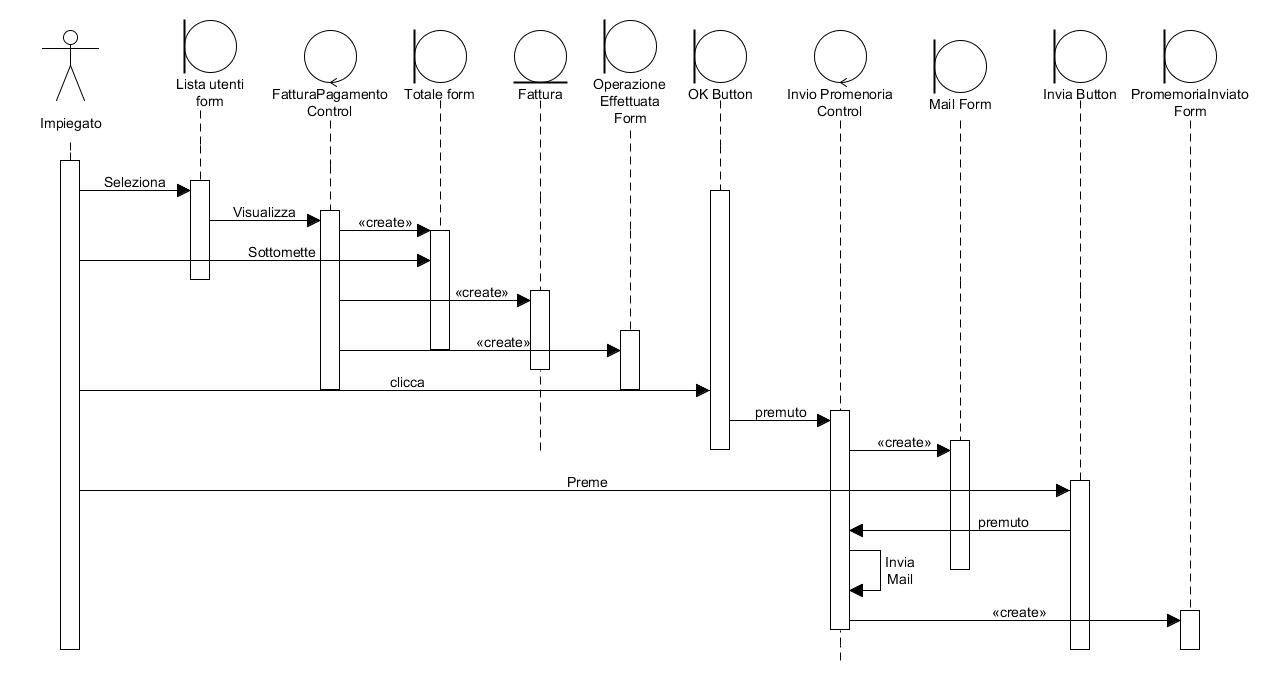 Impiegato
Lista utenti
form
FatturaPagamento
Control
Totale form
Fattura
Operazione
Effettuata
Form
OK Button
Invio Promenoria
Control
Mail Form
Invia Button
PromemoriaInviato
Form
Seleziona
Visualizza
«create»
Sottomette
«create»
«create»
clicca
premuto
«create»
Preme
premuto
Invia
Mail
«create»